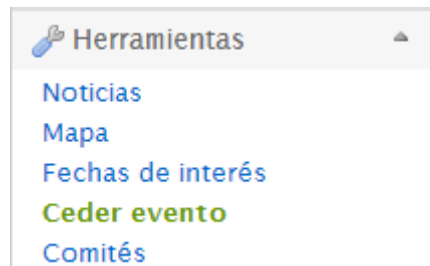 Herramientas
Noticias
Mapa
Fechas de interés
Ceder evento
Comités